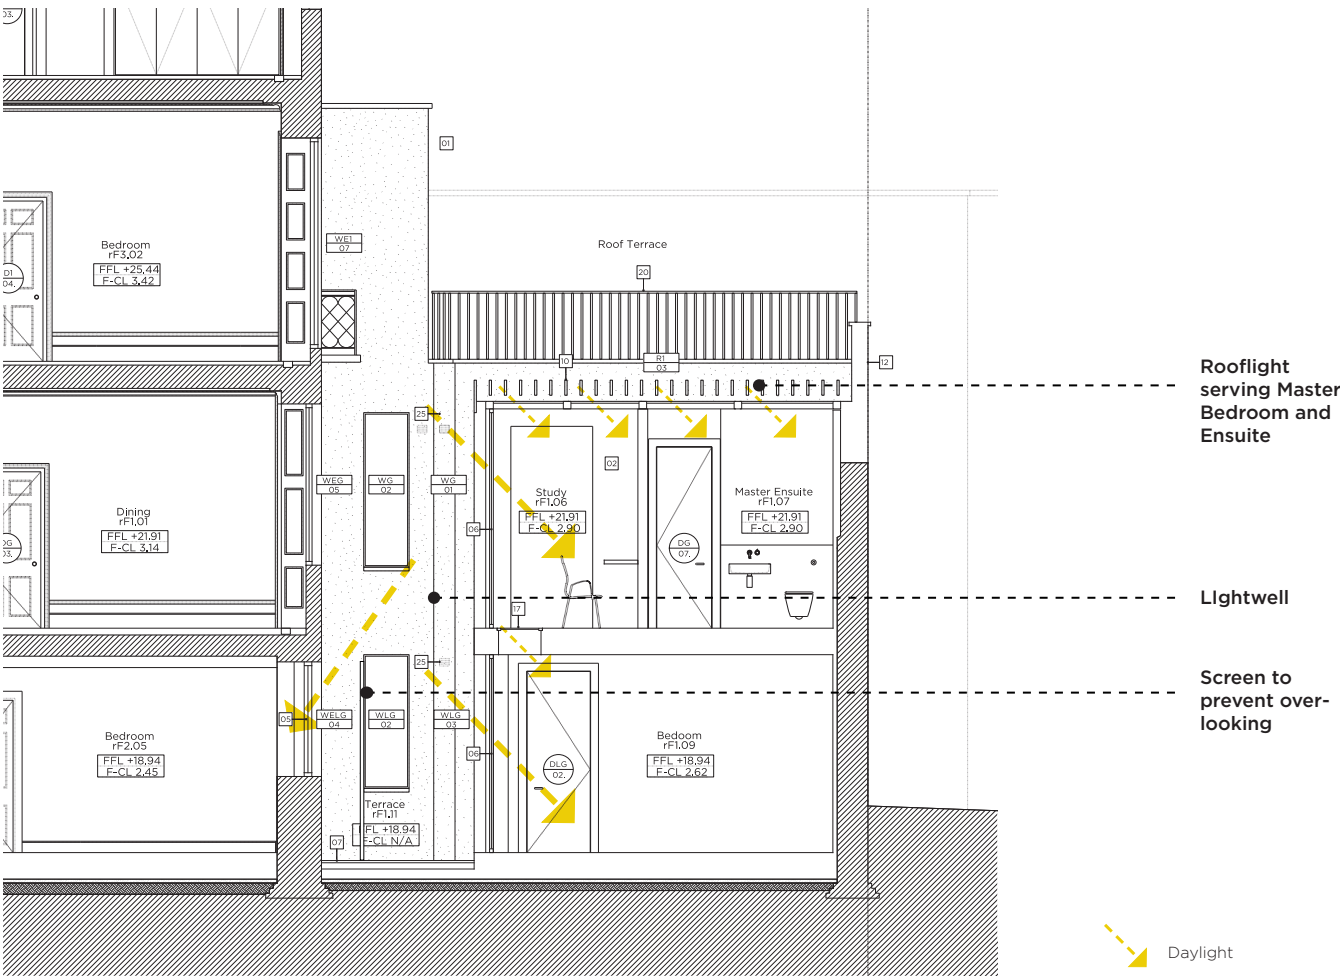 03.
01
Bedroom
rF3.02
FFL +25.44
F-CL 3.42
D1
04.
WE1
07
Roof Terrace
20
10
R1
03
12
Rooflight
serving Master
Bedroom and
Ensuite
25
02
WEG
05
WG
02
WG
01
Study
rF1.06
FFL +21.91
F-CL 2.90
Master Ensuite
rF1.07
FFL +21.91
F-CL 2.90
Dining
rF1.01
FFL +21.91
F-CL 3.14
06
DG
03.
DG
07.
LIghtwell
17
25
Screen to
prevent over-
looking
05
WELG
04
WLG
02
WLG
03
Bedroom
rF2.05
FFL +18.94
F-CL 2.45
06
Bedoom
rF1.09
FFL +18.94
F-CL 2.62
DLG
02.
Terrace
rF1.11
FFL +18.94
F-CL N/A
07
Daylight